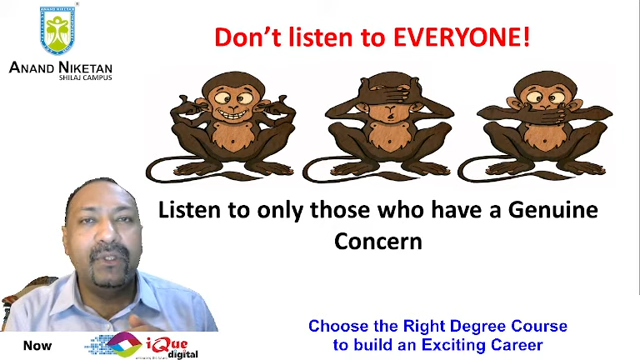 ANAND NIKETAN
SHILAJ CAMPUS
Don't listen to EVERYONE!
Listen to only those who have a Genuine
Concern
Now
iQue
digital
Choose the Right Degree Course
to build an Exciting Career